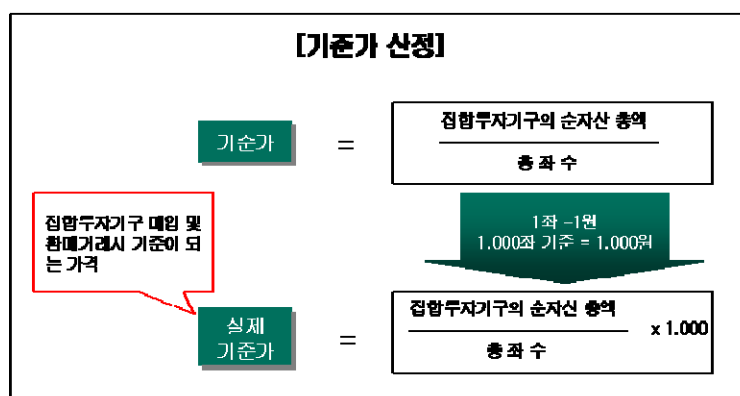 [기준가 산정]
기순가
=
집합투자기구의 순자산 총액
총 좌 수
1좌 –1원
1.000좌 기준 = 1.000원
집합투자기구 매입 및
환매거래시 기준이 되
는 가격
실제
기준가
=
집합투자기구의 순자신 총액
총 좌 수
x 1.000